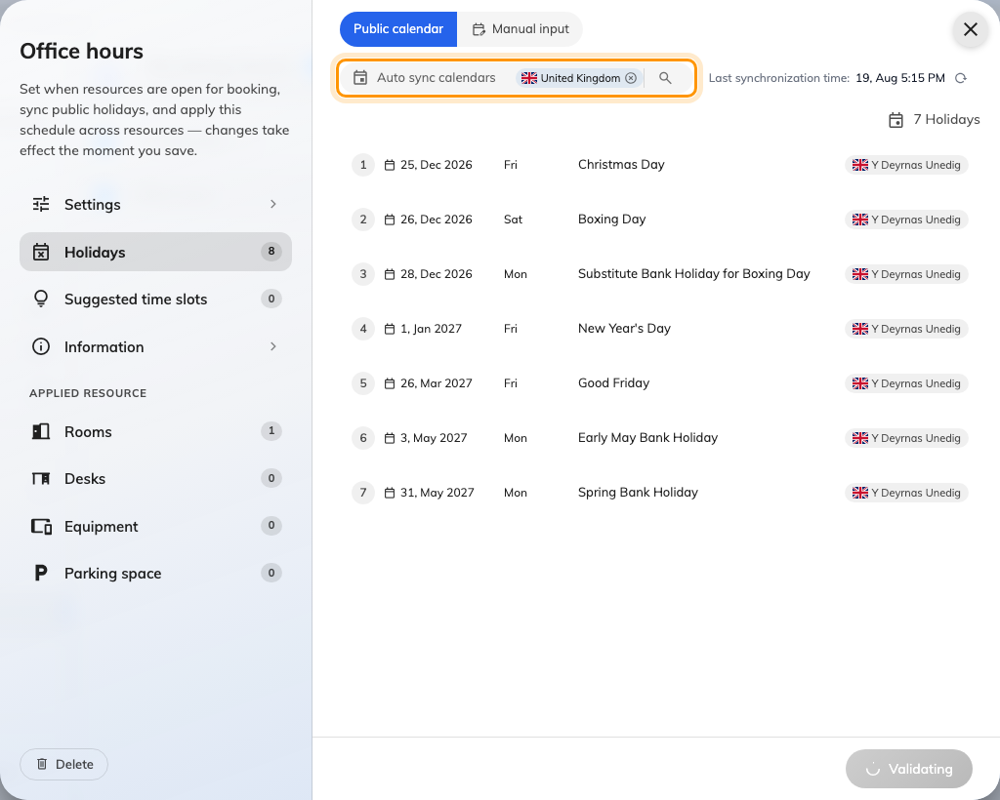 Office hours
Set when resources are open for booking,
sync public holidays, and apply this
schedule across resources — changes take
effect the moment you save.
Settings
Holidays 8
Suggested time slots 0
Information
APPLIED RESOURCE
Rooms 1
Desks 0
Equipment 0
Parking space 0
Delete
Public calendar Manual input
Auto sync calendars United Kingdom Last synchronization time: 19, Aug 5:15 PM
7 Holidays
1 25, Dec 2026 Fri Christmas Day Y Deyrnas Unedig
2 26, Dec 2026 Sat Boxing Day Y Deyrnas Unedig
3 28, Dec 2026 Mon Substitute Bank Holiday for Boxing Day Y Deyrnas Unedig
4 1, Jan 2027 Fri New Year's Day Y Deyrnas Unedig
5 26, Mar 2027 Fri Good Friday Y Deyrnas Unedig
6 3, May 2027 Mon Early May Bank Holiday Y Deyrnas Unedig
7 31, May 2027 Mon Spring Bank Holiday Y Deyrnas Unedig
Validating